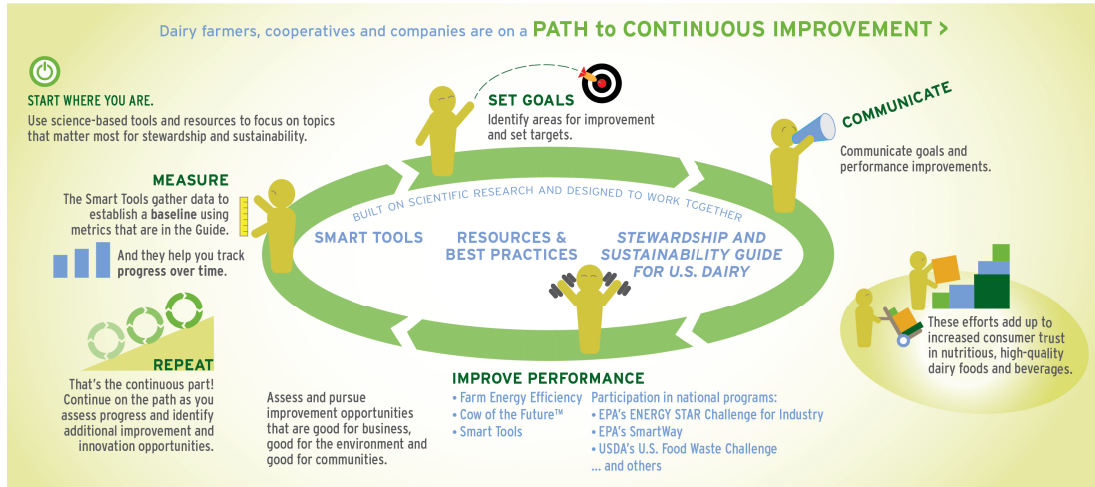 Dairy farmers, cooperatives and companies are on a PATH to CONTINUOUS IMPROVEMENT >
START WHERE YOU ARE.
Use science-based tools and resources to focus on topics
that matter most for stewardship and sustainability.
MEASURE
The Smart Tools gather data to
establish a baseline using
metrics that are in the Guide.
And they help you track
progress over time.
SET GOALS
Identify areas for improvement
and set targets.
COMMUNICATE
Communicate goals and
performance improvements.
BUILT ON SCIENTIFIC RESEARCH AND DESIGNED TO WORK TOGETHER
SMART TOOLS
RESOURCES &
BEST PRACTICES
STEWARDSHIP AND
SUSTAINABILITY GUIDE
FOR U.S. DAIRY
These efforts add up to
increased consumer trust
in nutritious, high-quality
dairy foods and beverages.
REPEAT
That's the continuous part!
Continue on the path as you
assess progress and identify
additional improvement and
innovation opportunities.
Assess and pursue
improvement opportunities
that are good for business,
good for the environment and
good for communities.
IMPROVE PERFORMANCE
• Farm Energy Efficiency
• Cow of the Future™
• Smart Tools
Participation in national programs:
• EPA's ENERGY STAR Challenge for Industry
• EPA's SmartWay
• USDA's U.S. Food Waste Challenge
... and others